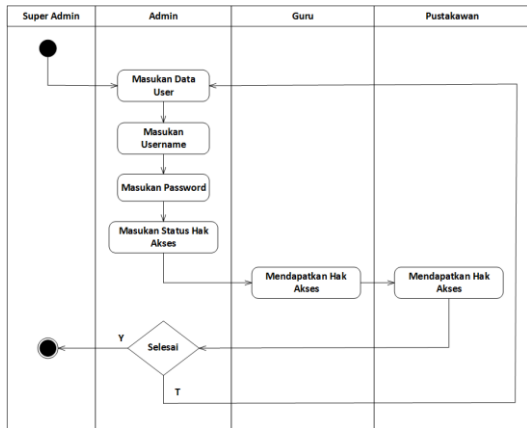 Super Admin
Admin
Guru
Pustakawan
Masukan Data
User
Masukan
Username
Masukan Password
Masukan Status Hak
Akses
Mendapatkan Hak
Akses
Mendapatkan Hak
Akses
Y
Selesai
T